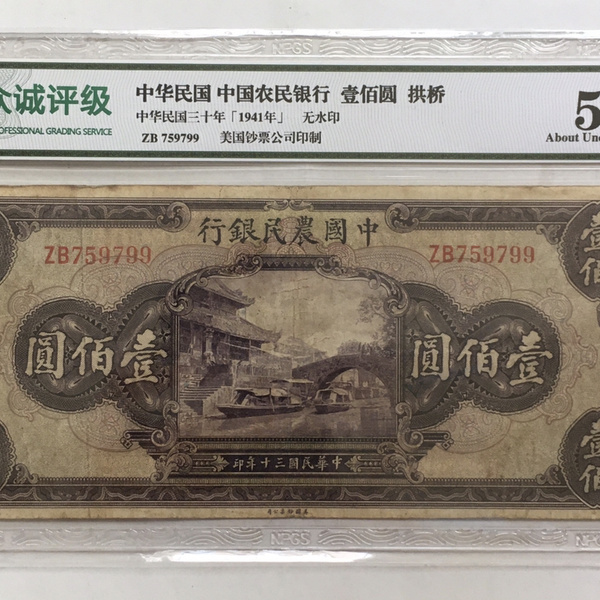 众诚评级
ROFESSIONAL GRADING SERVICE
中华民国 中国农民银行 壹佰圆 拱桥
中华民国三十年「1941年」 无水印
ZB 759799 美国钞票公司印制
5
About Unc
NPGS
中國農民銀行
ZB759799
ZB759799
壹佰圓
壹佰圓
壹佰
壹佰
中華民國三十年印
NPGS